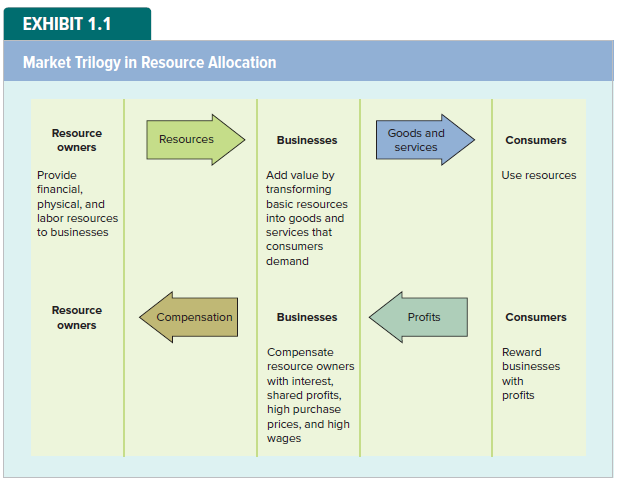 EXHIBIT 1.1
Market Trilogy in Resource Allocation
Resource
owners
Resources
Businesses
Goods and
services
Consumers
Provide
financial,
physical, and
labor resources
to businesses
Add value by
transforming
basic resources
into goods and
services that
consumers
demand
Use resources
Resource
owners
Compensation
Businesses
Profits
Consumers
Compensate
resource owners
with interest,
shared profits,
high purchase
prices, and high
wages
Reward
businesses
with
profits